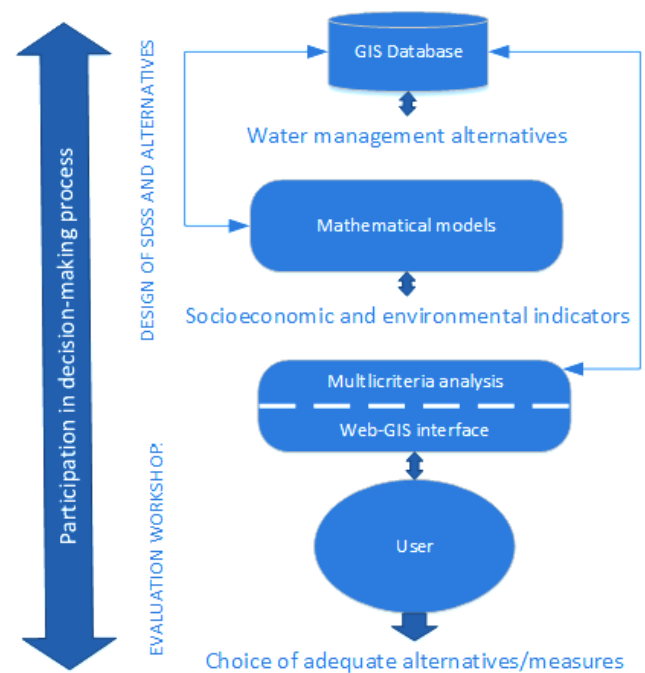 GIS Database
Water management alternatives
Mathematical models
Socioeconomic and environmental indicators
Multlicriteria analysis
Web-GIS interface
User
Choice of adequate alternatives/measures
Participation in decision-making process
DESIGN OF SDSS AND ALTERNATIVES
EVALUATION WORKSHOP.